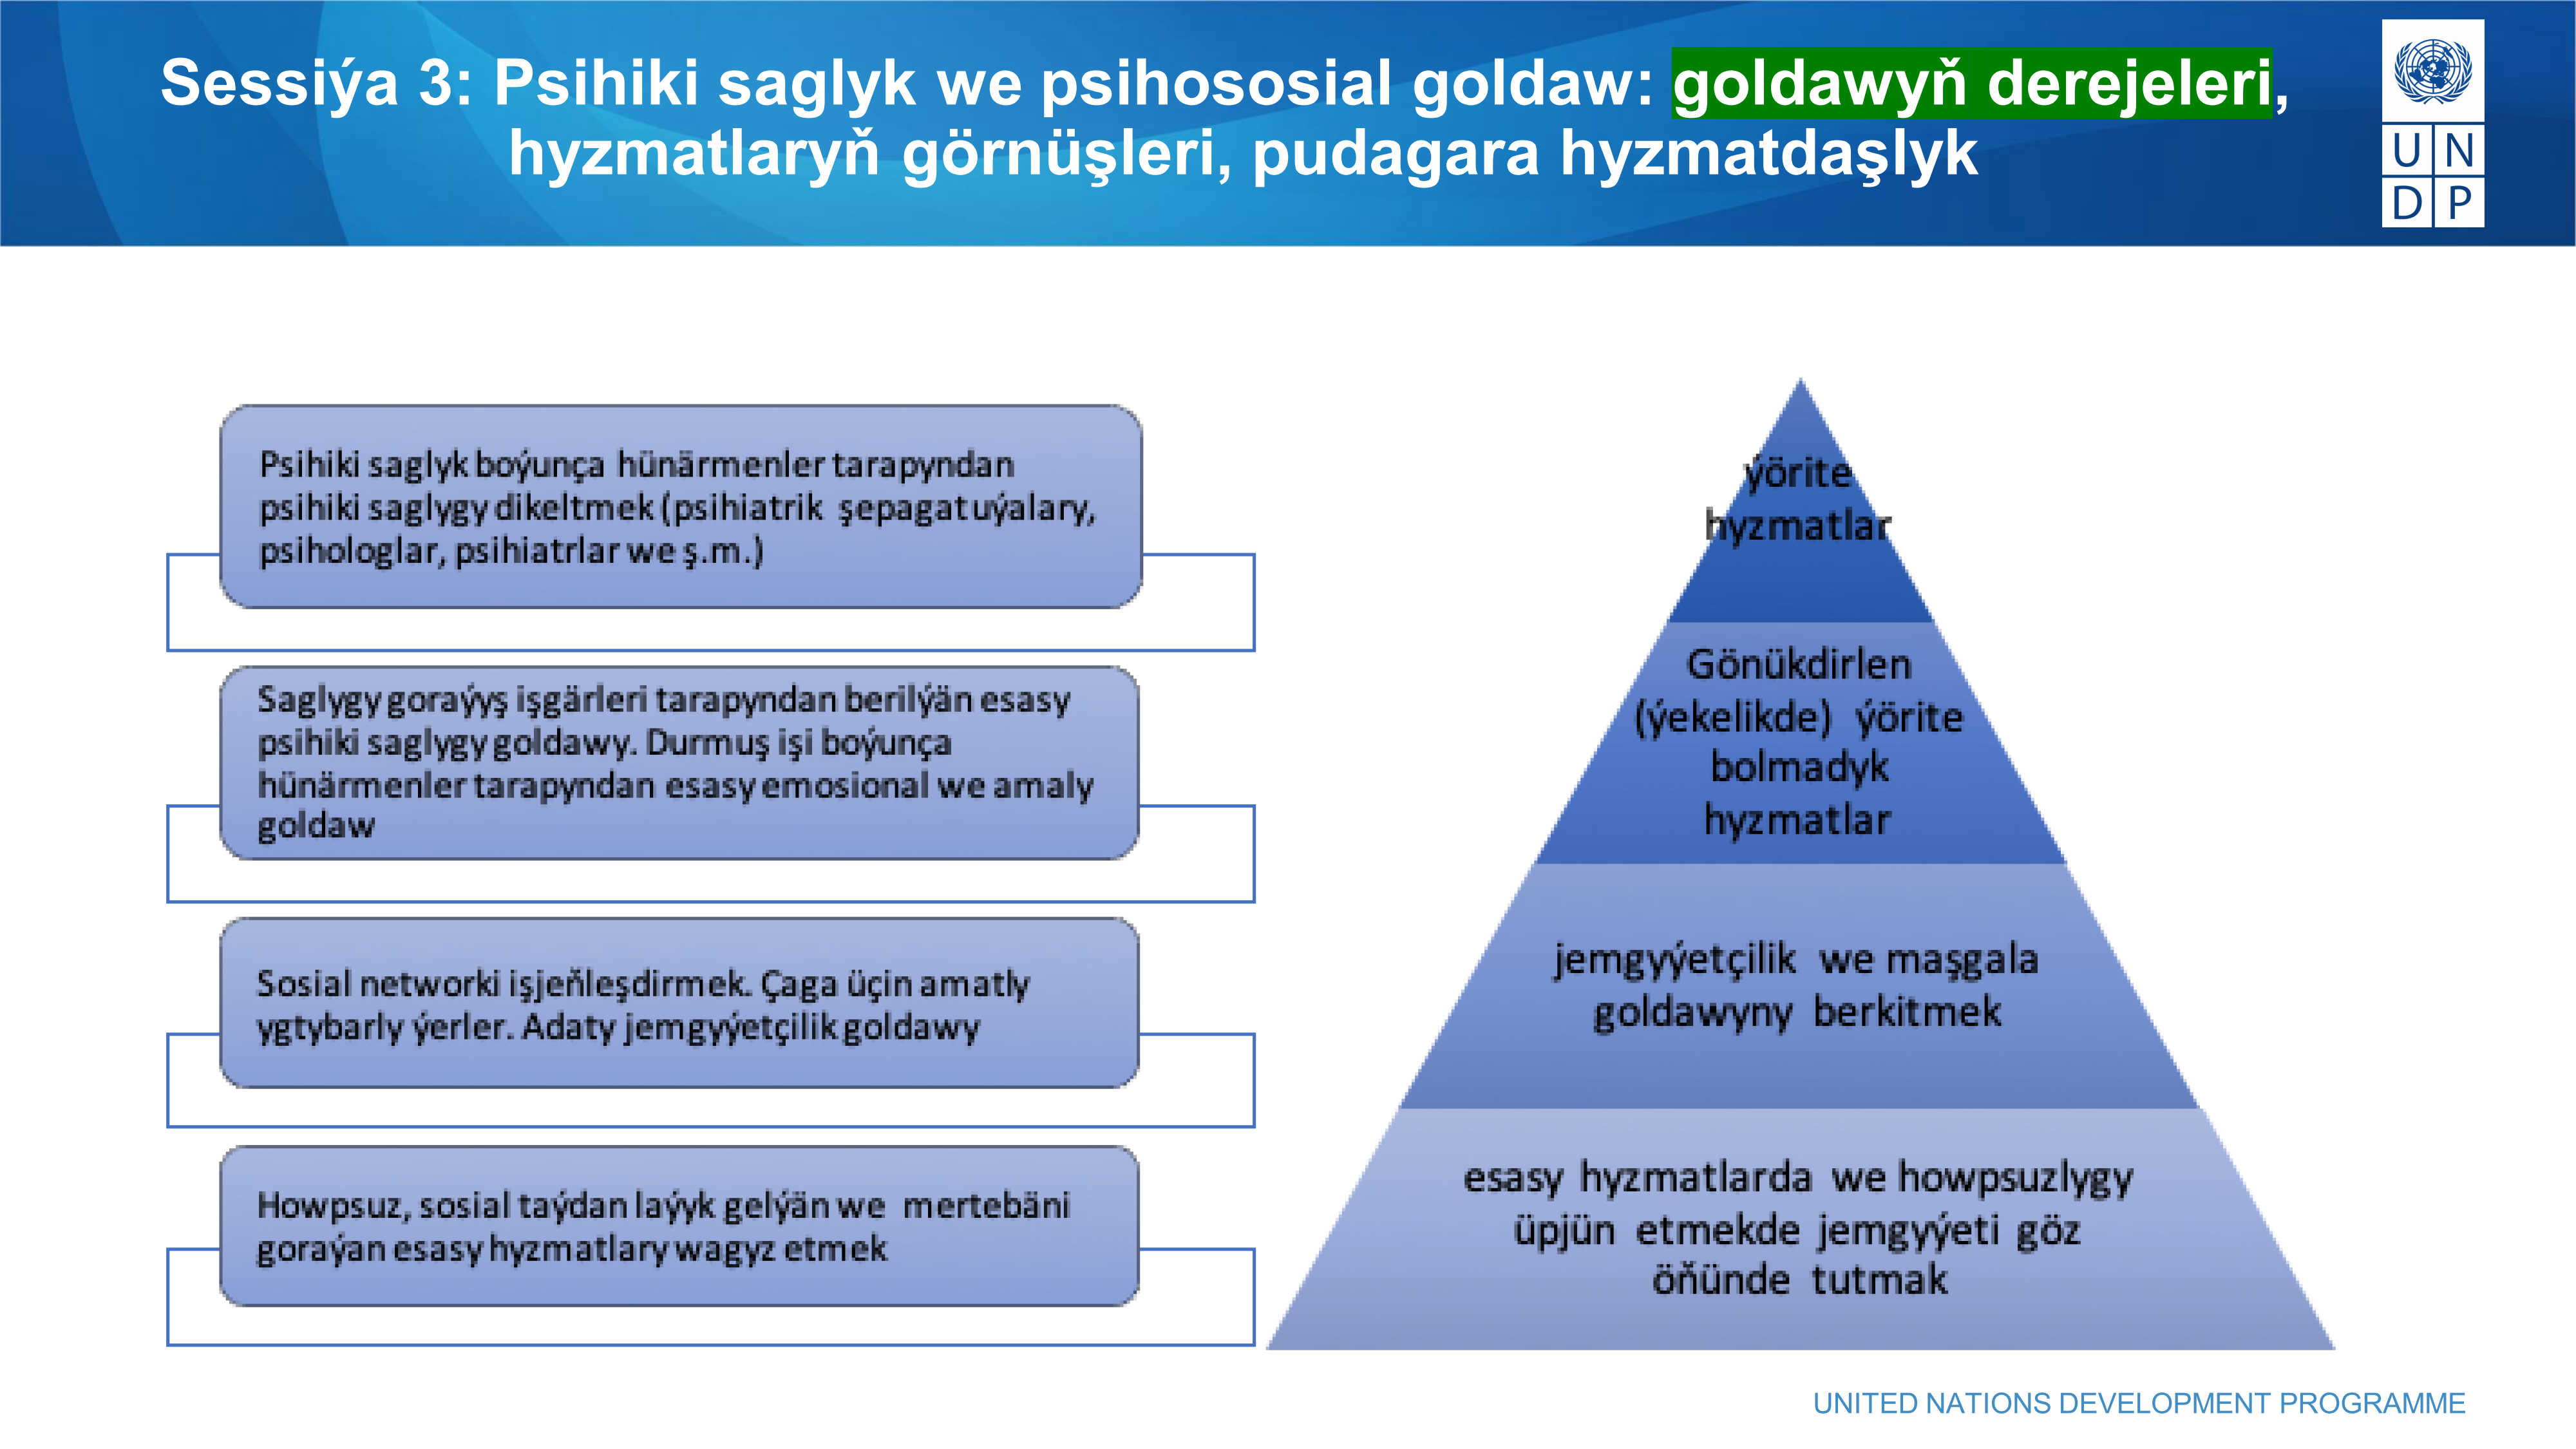 Sessiýa 3: Psihiki saglyk we psihososial goldaw: goldawyň derejeleri,
hyzmatlaryň görnüşleri, pudagara hyzmatdaşlyk
U N
D P
Psihiki saglyk boýunça hünärmenler tarapyndan
psihiki saglygy dikeltmek (psihiatrik şepagat uýalary,
psihologlar, psihiatrlar we ş.m.)
Saglygy goraýyş işgärleri tarapyndan berilýän esasy
psihiki saglygy goldawy. Durmuş işi boýunça
hünärmenler tarapyndan esasy emosional we amaly
goldaw
Sosial networki işjeňleşdirmek. Çaga üçin amatly
ygtybarly ýerler. Adaty jemgyýetçilik goldawy
Howpsuz, sosial taýdan laýyk gelýän we mertebäni
goraýan esasy hyzmatlary wagyz etmek
ýörite
hyzmatlar
Gönükdirlen
(ýekelikde) ýörite
bolmadyk
hyzmatlar
jemgyýetçilik we maşgala
goldawyny berkitmek
esasy hyzmatlarda we howpsuzlygy
üpjün etmekde jemgyýeti göz
öňünde tutmak
UNITED NATIONS DEVELOPMENT PROGRAMME